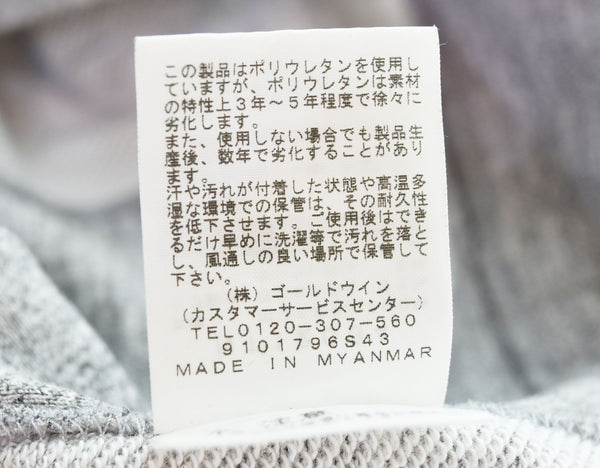 この製品はポリウレタンを使用し
ていますが、ポリウレタンは素材
の特性上3年～5年程度で徐々に
劣化します。
また、使用しない場合でも製品生
産後、数年で劣化することがあり
ます。
汗や汚れが付着した状態や高温多
湿な環境での保管は、その耐久性
を低下させます。ご使用後はでき
るだけ早めに洗濯等で汚れを落と
し、風通しの良い場所で保管して
下さい。
(株) ゴールドウイン
(カスタマーサービスセンター)
TEL0120-307-560
9101796S43
MADE IN MYANMAR